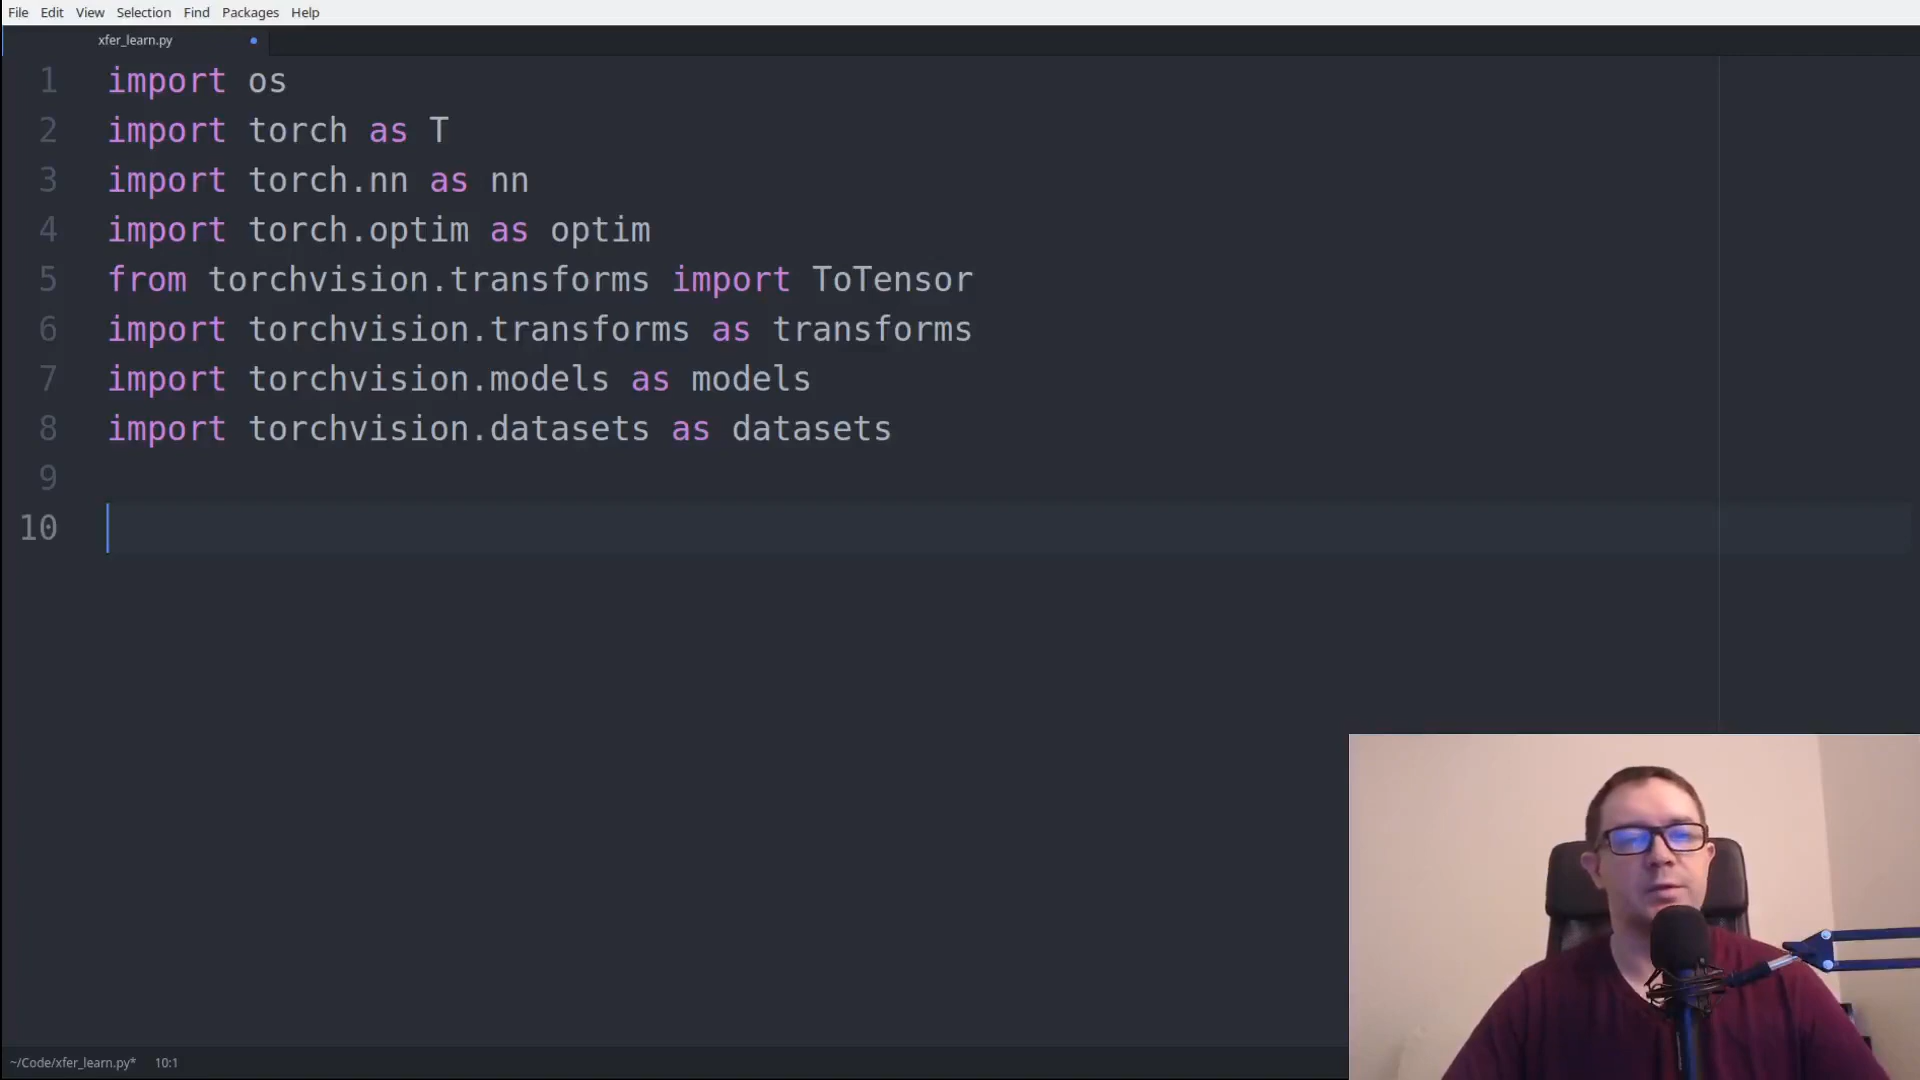 File Edit View Selection Find Packages Help
xfer_learn.py
1 import os
2 import torch as T
3 import torch.nn as nn
4 import torch.optim as optim
5 from torchvision.transforms import ToTensor
6 import torchvision.transforms as transforms
7 import torchvision.models as models
8 import torchvision.datasets as datasets
9
10
~/Code/xfer_learn.py* 10:1